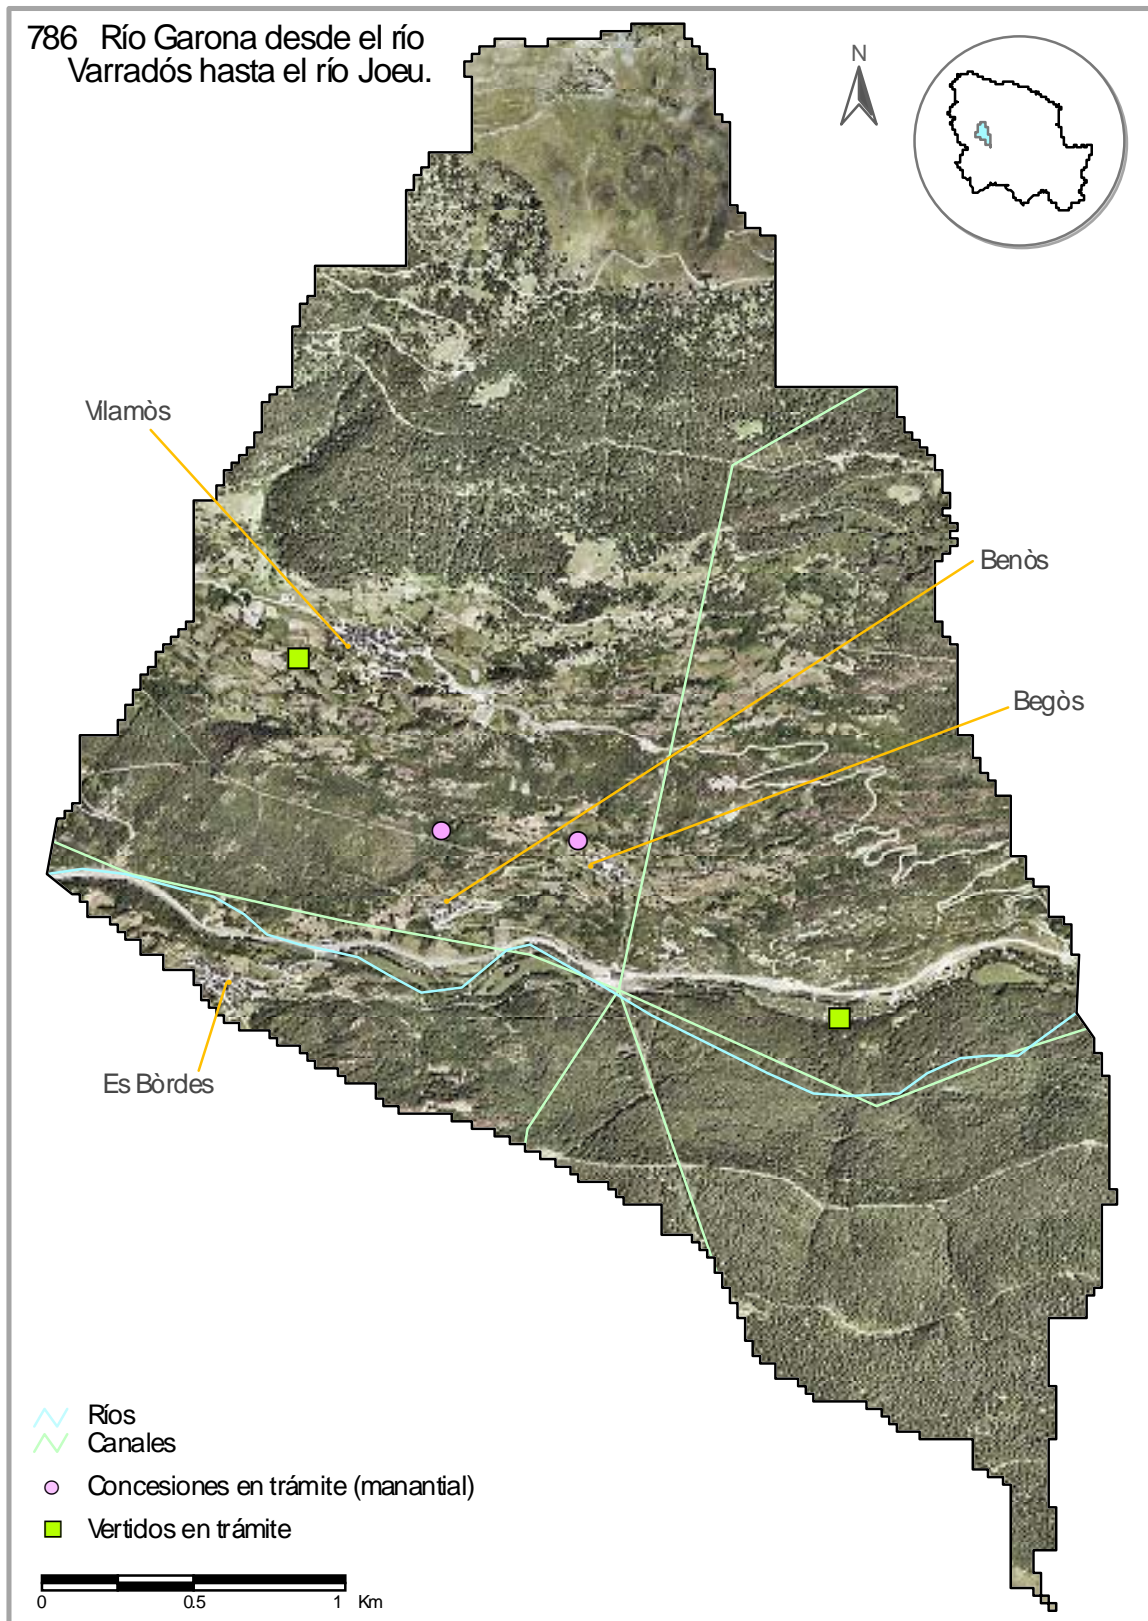 786 Río Garona desde el río
Varradós hasta el río Joeu.
N
Vilamòs
Benòs
Begòs
Es Bòrdes
Ríos
Canales
Concesiones en trámite (manantial)
Vertidos en trámite
0 0.5 1 Km